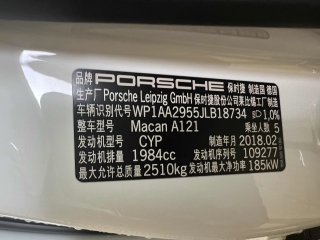 品牌 PORSCHE 保时捷 制造国 德国
生产厂 Porsche Leipzig GmbH 保时捷股份公司莱比锡工厂制造
车辆识别代号 WP1AA2955JLB18734 1,0%
整车型号 Macan A121 乘坐人数 5
发动机型号 CYP 制造年月 2018.02
发动机排量 1984cc 发动机序列号 109277
最大允许总质量 2510kg 发动机最大净功率 185kW